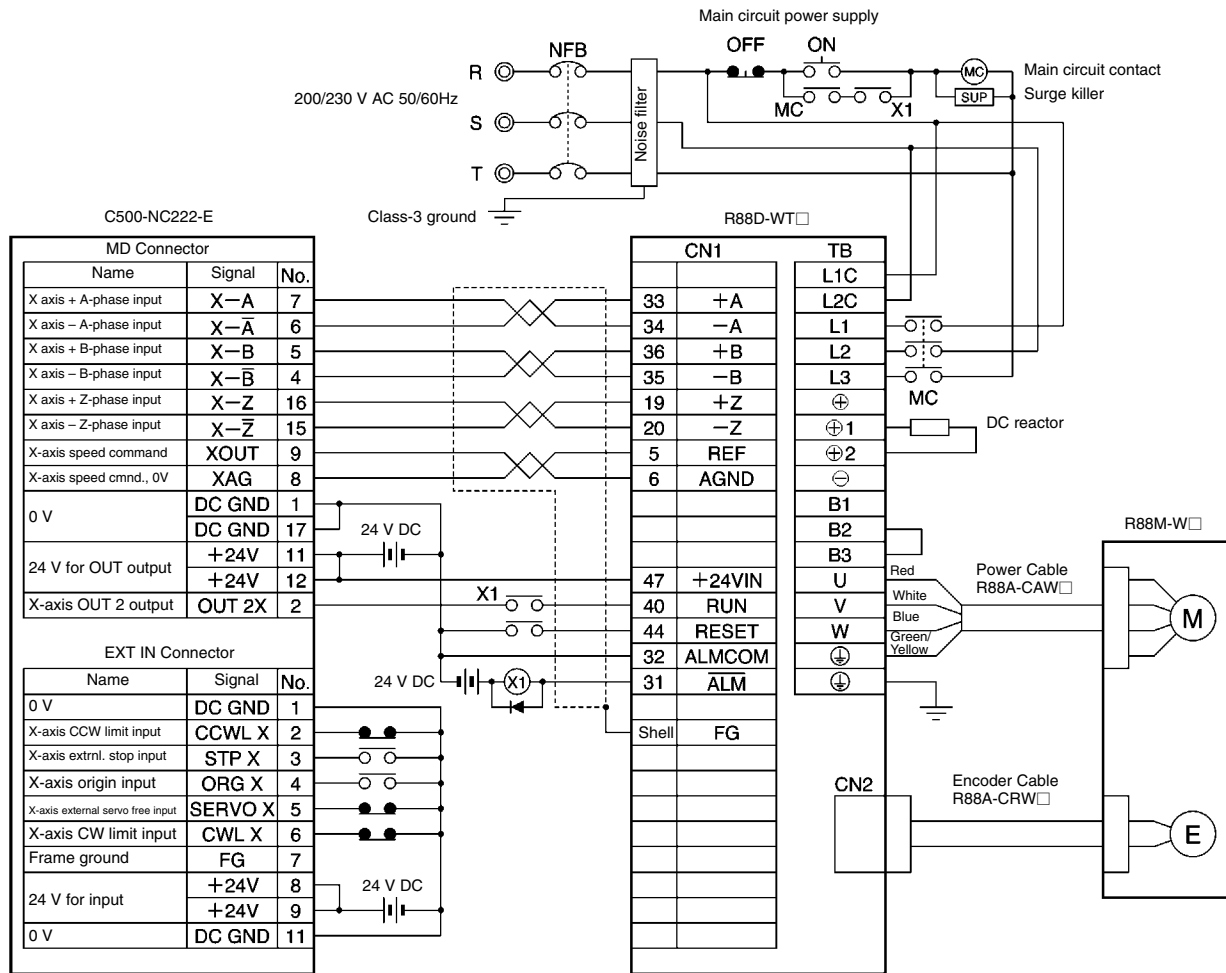 Main circuit power supply
OFF ON
NFB
R
MC
Main circuit contact
SUP
Surge killer
MC X1
200/230 V AC 50/60Hz
S
Noise filter
T
Class-3 ground
C500-NC222-E
R88D-WT□
MD Connector
Name Signal No.
X axis + A-phase input X−A 7
X axis – A-phase input X−A̅ 6
X axis + B-phase input X−B 5
X axis – B-phase input X−B̅ 4
X axis + Z-phase input X−Z 16
X axis – Z-phase input X−Z̅ 15
X-axis speed command XOUT 9
X-axis speed cmnd., 0V XAG 8
0 V DC GND 1
DC GND 17
24 V for OUT output +24V 11
+24V 12
X-axis OUT 2 output OUT 2X 2
24 V DC
X1
EXT IN Connector
Name Signal No.
0 V DC GND 1
X-axis CCW limit input CCWL X 2
X-axis extrnl. stop input STP X 3
X-axis origin input ORG X 4
X-axis external servo free input SERVO X 5
X-axis CW limit input CWL X 6
Frame ground FG 7
24 V for input +24V 8
+24V 9
0 V DC GND 11
24 V DC
X1
24 V DC
CN1
33 +A
34 −A
36 +B
35 −B
19 +Z
20 −Z
5 REF
6 AGND
47 +24VIN
40 RUN
44 RESET
32 ALMCOM
31 A̅L̅M̅
Shell FG
TB
L1C
L2C
L1
L2
L3
⊕
⊕1
⊕2
⊖
B1
B2
B3
U
V
W
MC
DC reactor
Red
White
Blue
Green/
Yellow
Power Cable
R88A-CAW□
R88M-W□
M
CN2
Encoder Cable
R88A-CRW□
E